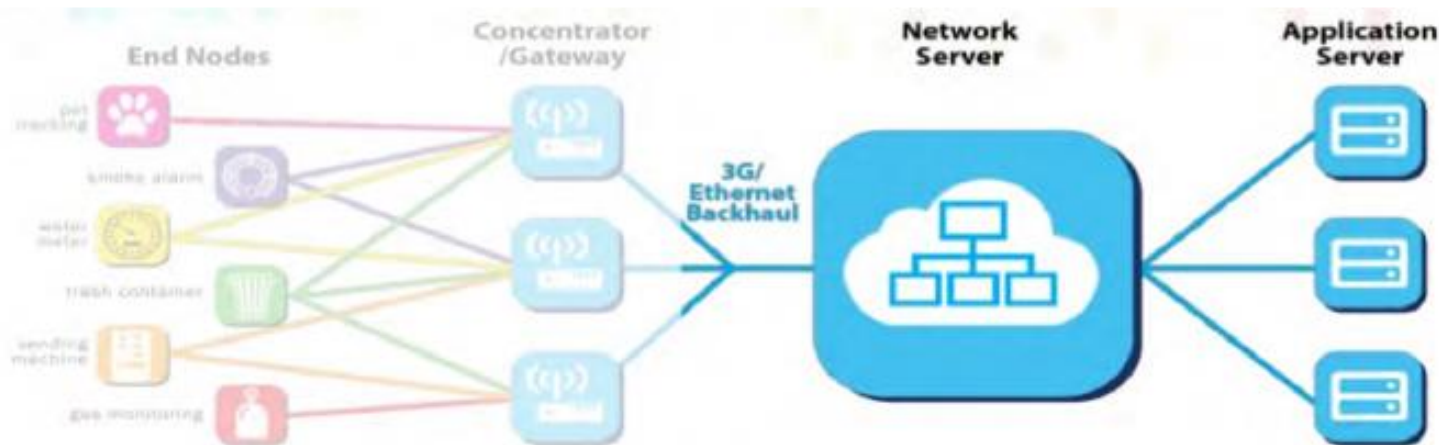 End Nodes
Concentrator
/Gateway
Network
Server
Application
Server
pet
tracking
smoke alarm
water
meter
trash container
vending
machine
gas monitoring
3G/
Ethernet
Backhaul